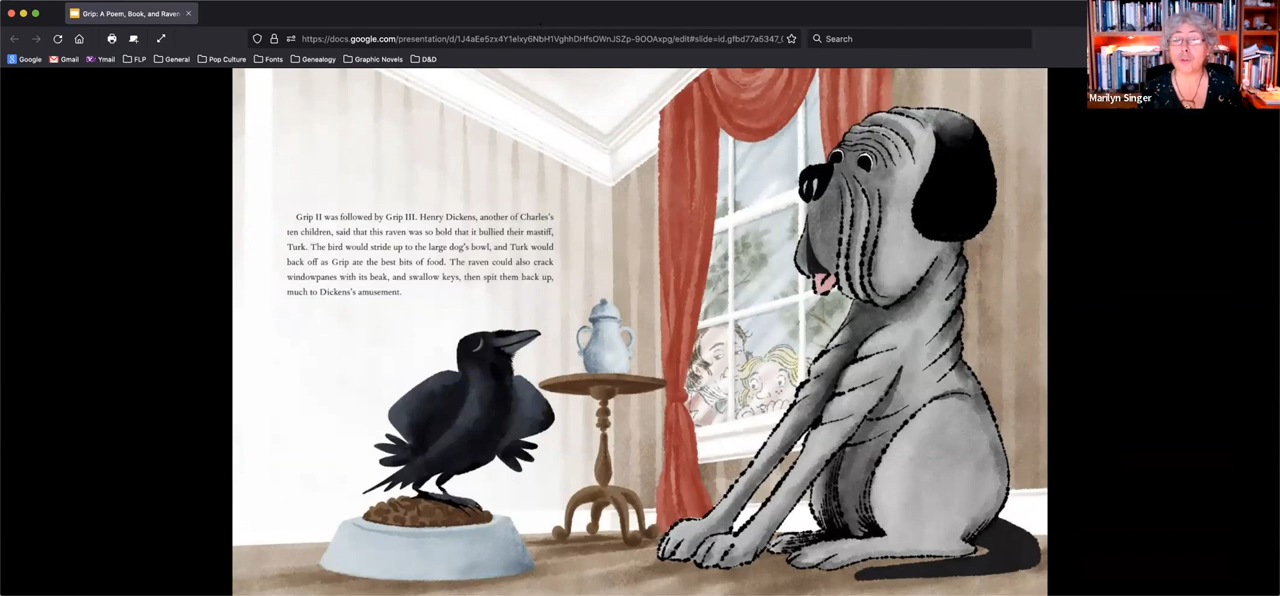 Grip: A Poem, Book, and Raven
https://docs.google.com/presentation/d/1J4aEe5zx4Y1elxy6NbH1VghhDHfsOWnJSZp-9OOAxpg/edit#slide=id.gfbd77a5347_
Search
Google Gmail Ymail FLP General Pop Culture Fonts Genealogy Graphic Novels D&D
Marilyn Singer
Grip II was followed by Grip III. Henry Dickens, another of Charles's
ten children, said that this raven was so bold that it bullied their mastiff,
Turk. The bird would stride up to the large dog's bowl, and Turk would
back off as Grip ate the best bits of food. The raven could also crack
windowpanes with its beak, and swallow keys, then spit them back up,
much to Dickens's amusement.